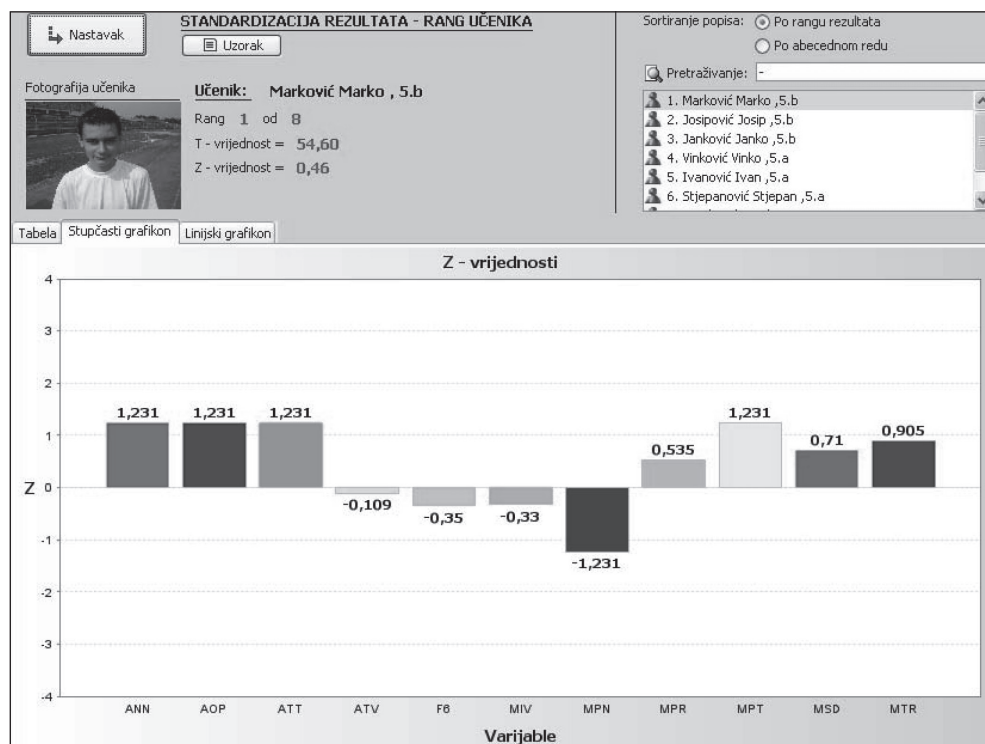 Nastavak
STANDARDIZACIJA REZULTATA - RANG UČENIKA
Uzorak
Fotografija učenika
Učenik: Marković Marko , 5.b
Rang 1 od 8
T - vrijednost = 54,60
Z - vrijednost = 0,46
Sortiranje popisa: Po rangu rezultata
Po abecednom redu
Pretraživanje: -
1. Marković Marko ,5.b
2. Josipović Josip ,5.b
3. Janković Janko ,5.b
4. Vinković Vinko ,5.a
5. Ivanović Ivan ,5.a
6. Stjepanović Stjepan ,5.a
Tabela Stupčasti grafikon Linijski grafikon
Z - vrijednosti
4
3
2
1,231 1,231 1,231 1,231
1
0,535 0,71 0,905
Z 0
-0,109 -0,35 -0,33
-1
-1,231
-2
-3
-4
ANN AOP ATT ATV F6 MIV MPN MPR MPT MSD MTR
Varijable